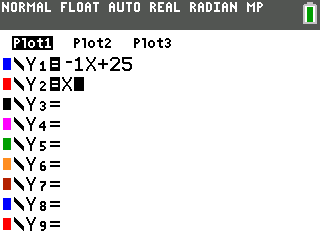 NORMAL FLOAT AUTO REAL RADIAN MP
Plot1 Plot2 Plot3
\Y₁=-1X+25
\Y₂=X
\Y₃=
\Y₄=
\Y₅=
\Y₆=
\Y₇=
\Y₈=
\Y₉=